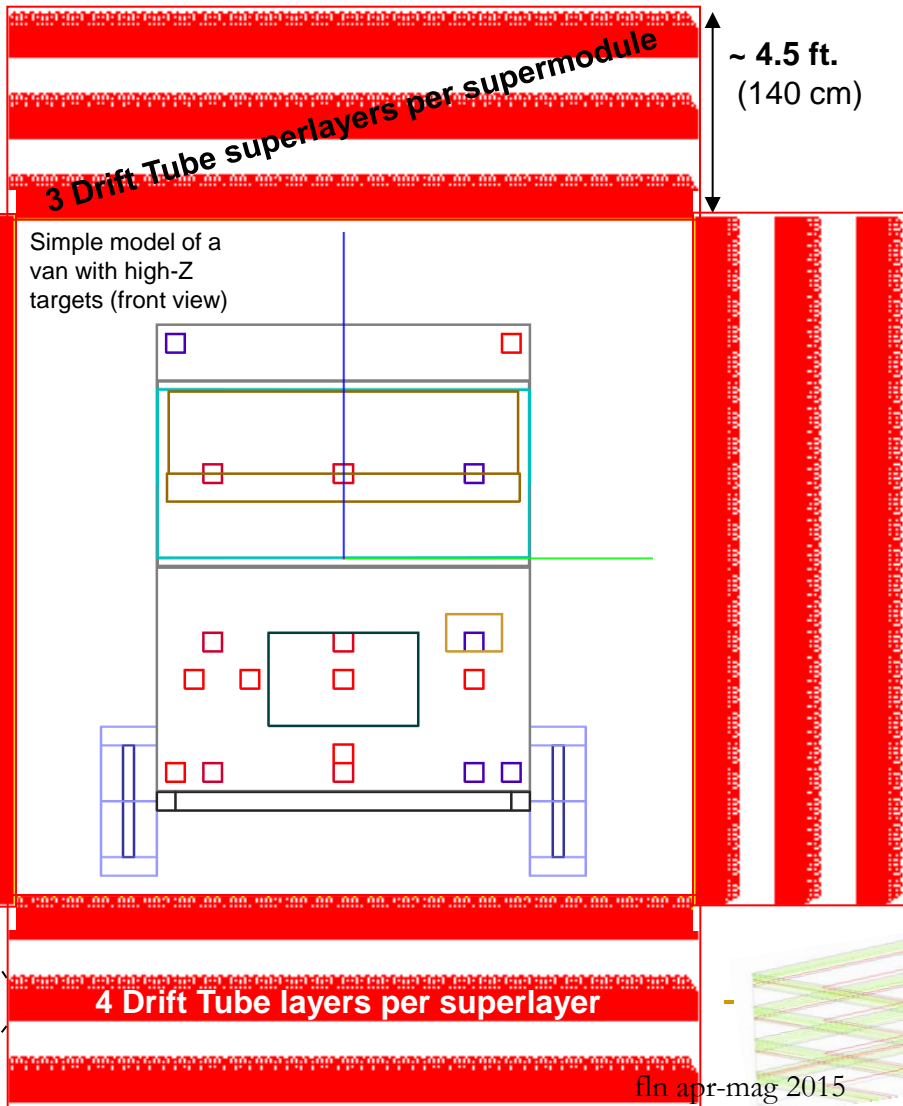 3 Drift Tube superlayers per supermodule
~ 4.5 ft.
(140 cm)
Simple model of a
van with high-Z
targets (front view)
4 Drift Tube layers per superlayer
fln apr-mag 2015